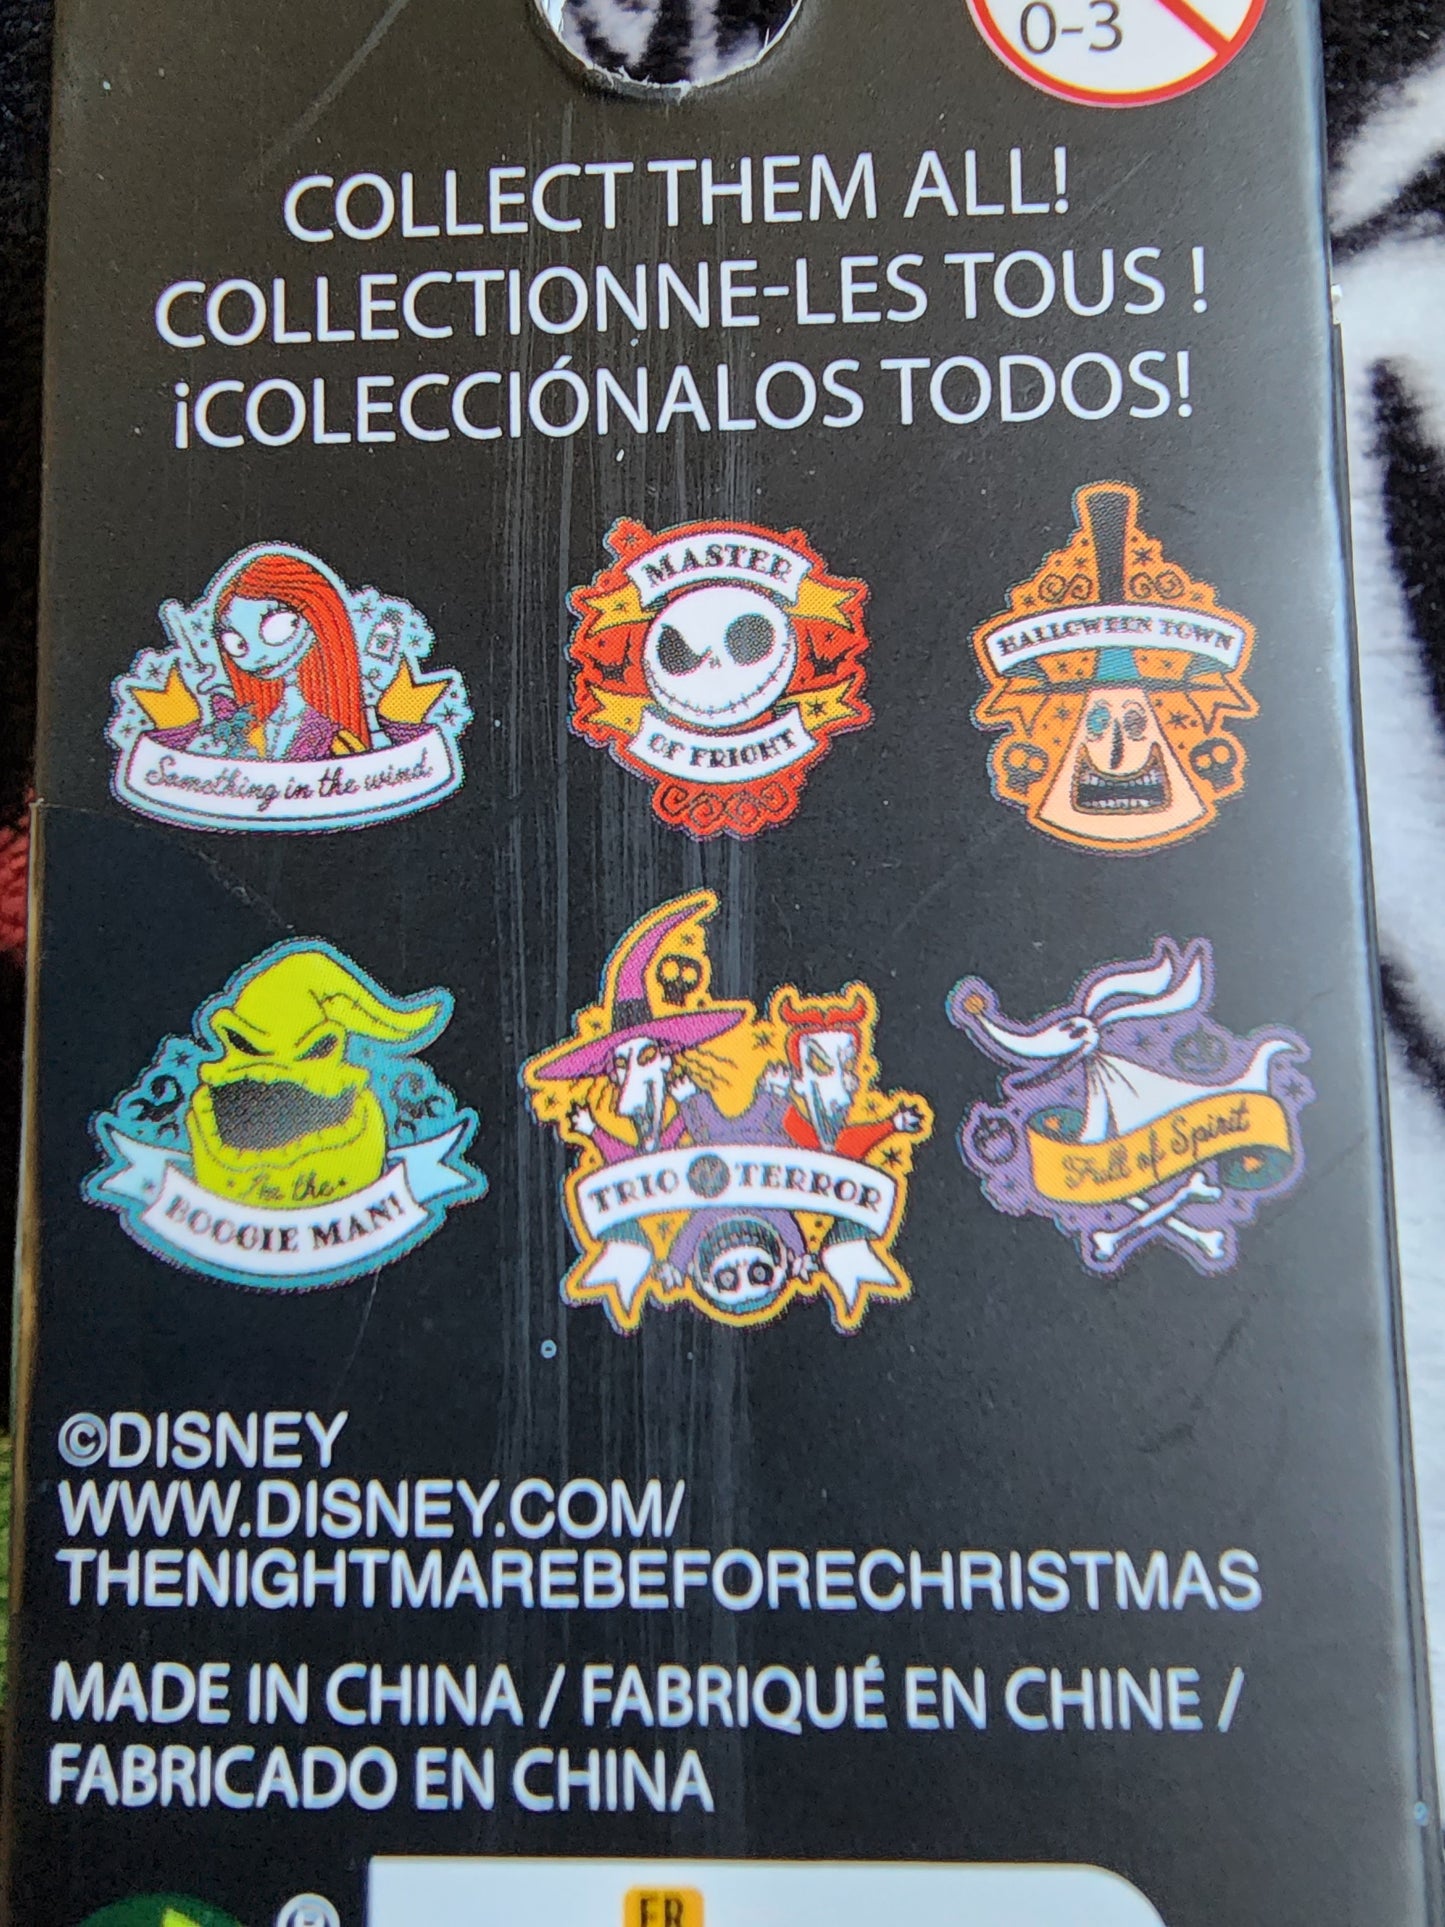 0-3
COLLECT THEM ALL!
COLLECTIONNE-LES TOUS !
¡COLECCIÓNALOS TODOS!
Something in the wind
MASTER
OF FRIGHT
HALLOWEEN TOWN
I'm the
BOOGIE MAN!
TRIO TERROR
Full of Spirit
©DISNEY
WWW.DISNEY.COM/
THENIGHTMAREBEFORECHRISTMAS
MADE IN CHINA / FABRIQUÉ EN CHINE /
FABRICADO EN CHINA
FR